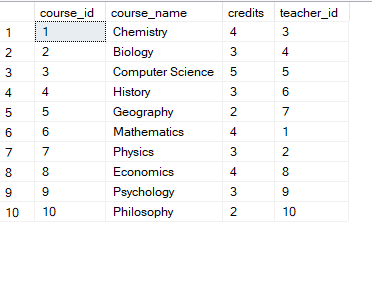 course_id course_name credits teacher_id
1 1 Chemistry 4 3
2 2 Biology 3 4
3 3 Computer Science 5 5
4 4 History 3 6
5 5 Geography 2 7
6 6 Mathematics 4 1
7 7 Physics 3 2
8 8 Economics 4 8
9 9 Psychology 3 9
10 10 Philosophy 2 10